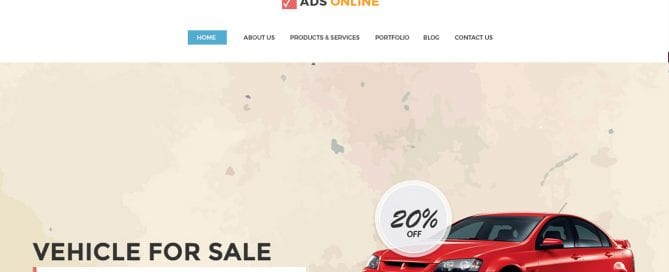 ADS ONLINE
HOME ABOUT US PRODUCTS & SERVICES PORTFOLIO BLOG CONTACT US
20%
OFF
VEHICLE FOR SALE